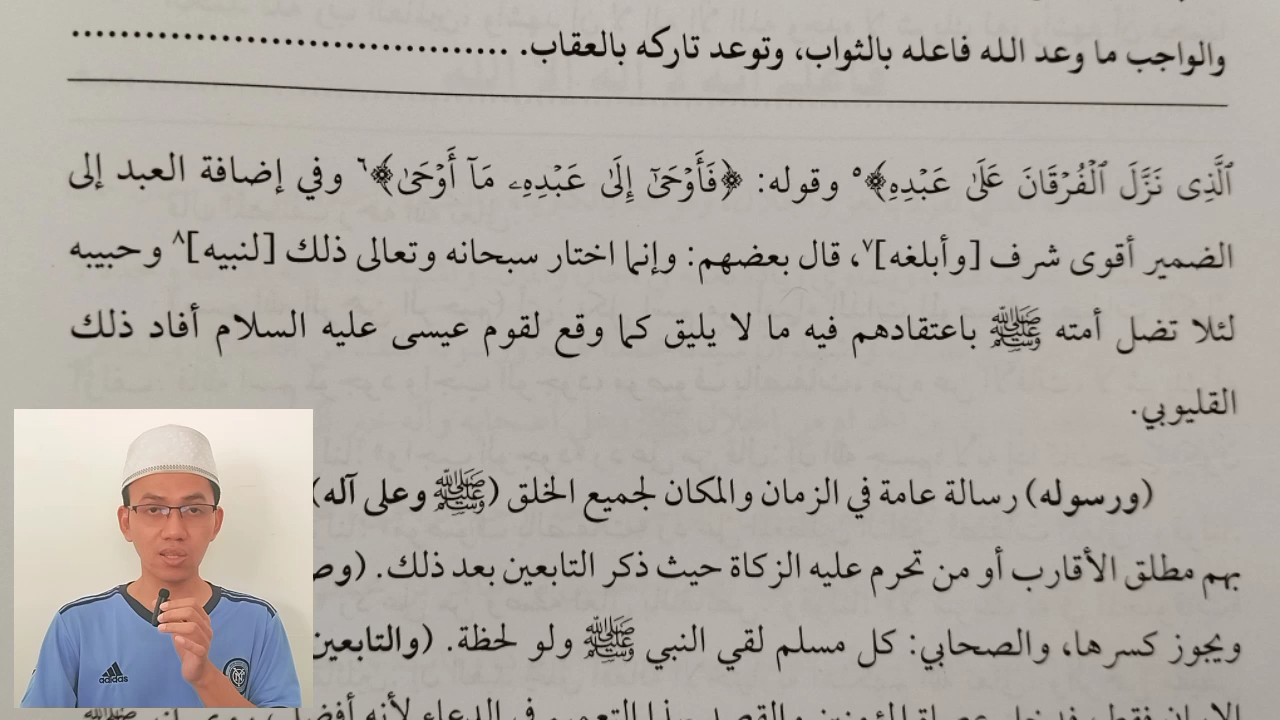 والواجب ما وعد الله فاعله بالثواب، وتوعد تاركه بالعقاب. ....................................
ٱلَّذِى نَزَّلَ ٱلْفُرْقَانَ عَلَىٰ عَبْدِهِ﴾٥ وقوله: ﴿فَأَوْحَىٰٓ إِلَىٰ عَبْدِهِۦ مَآ أَوْحَىٰ﴾٦ وفي إضافة العبد إلى
الضمير أقوى شرف [وأبلغه]٧، قال بعضهم: وإنما اختار سبحانه وتعالى ذلك [لنبيه]٨ وحبيبه
لئلا تضل أمته ﷺ باعتقادهم فيه ما لا يليق كما وقع لقوم عيسى عليه السلام أفاد ذلك
القليوبي.
(ورسوله) رسالة عامة في الزمان والمكان لجميع الخلق (ﷺ وعلى آله)
بهم مطلق الأقارب أو من تحرم عليه الزكاة حيث ذكر التابعين بعد ذلك. (وص
ويجوز كسرها، والصحابي: كل مسلم لقي النبي ﷺ ولو لحظة. (والتابعين
adidas